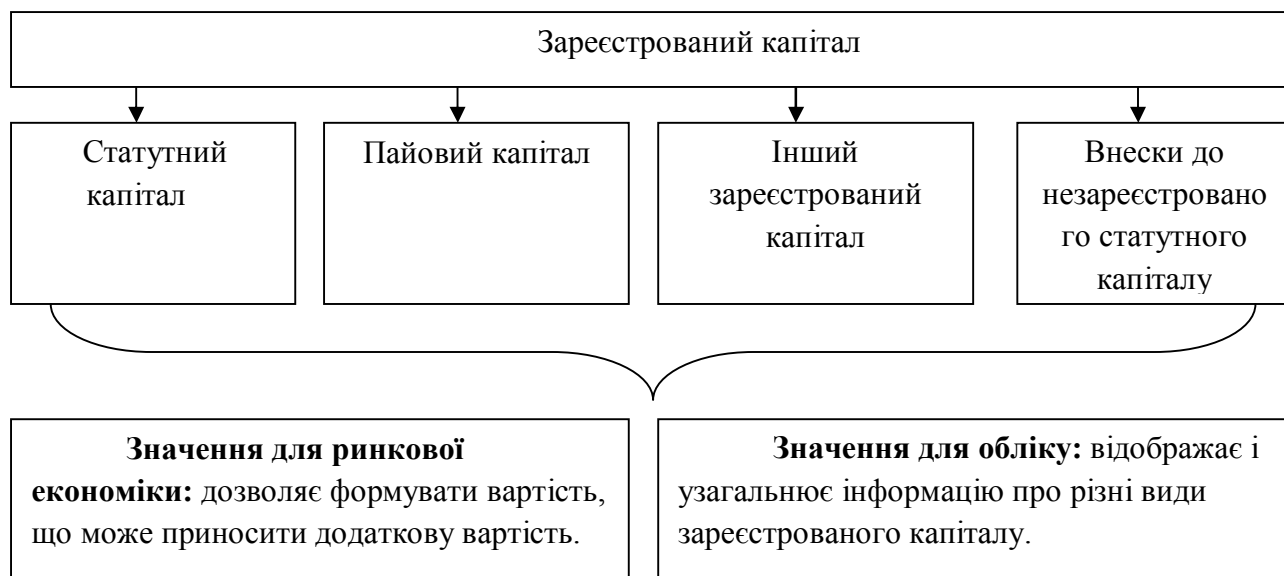 Зареєстрований капітал
Статутний
капітал
Пайовий капітал
Інший
зареєстрований
капітал
Внески до
незареєстровано
го статутного
капіталу
Значення для ринкової
економіки: дозволяє формувати вартість,
що може приносити додаткову вартість.
Значення для обліку: відображає і
узагальнює інформацію про різні види
зареєстрованого капіталу.